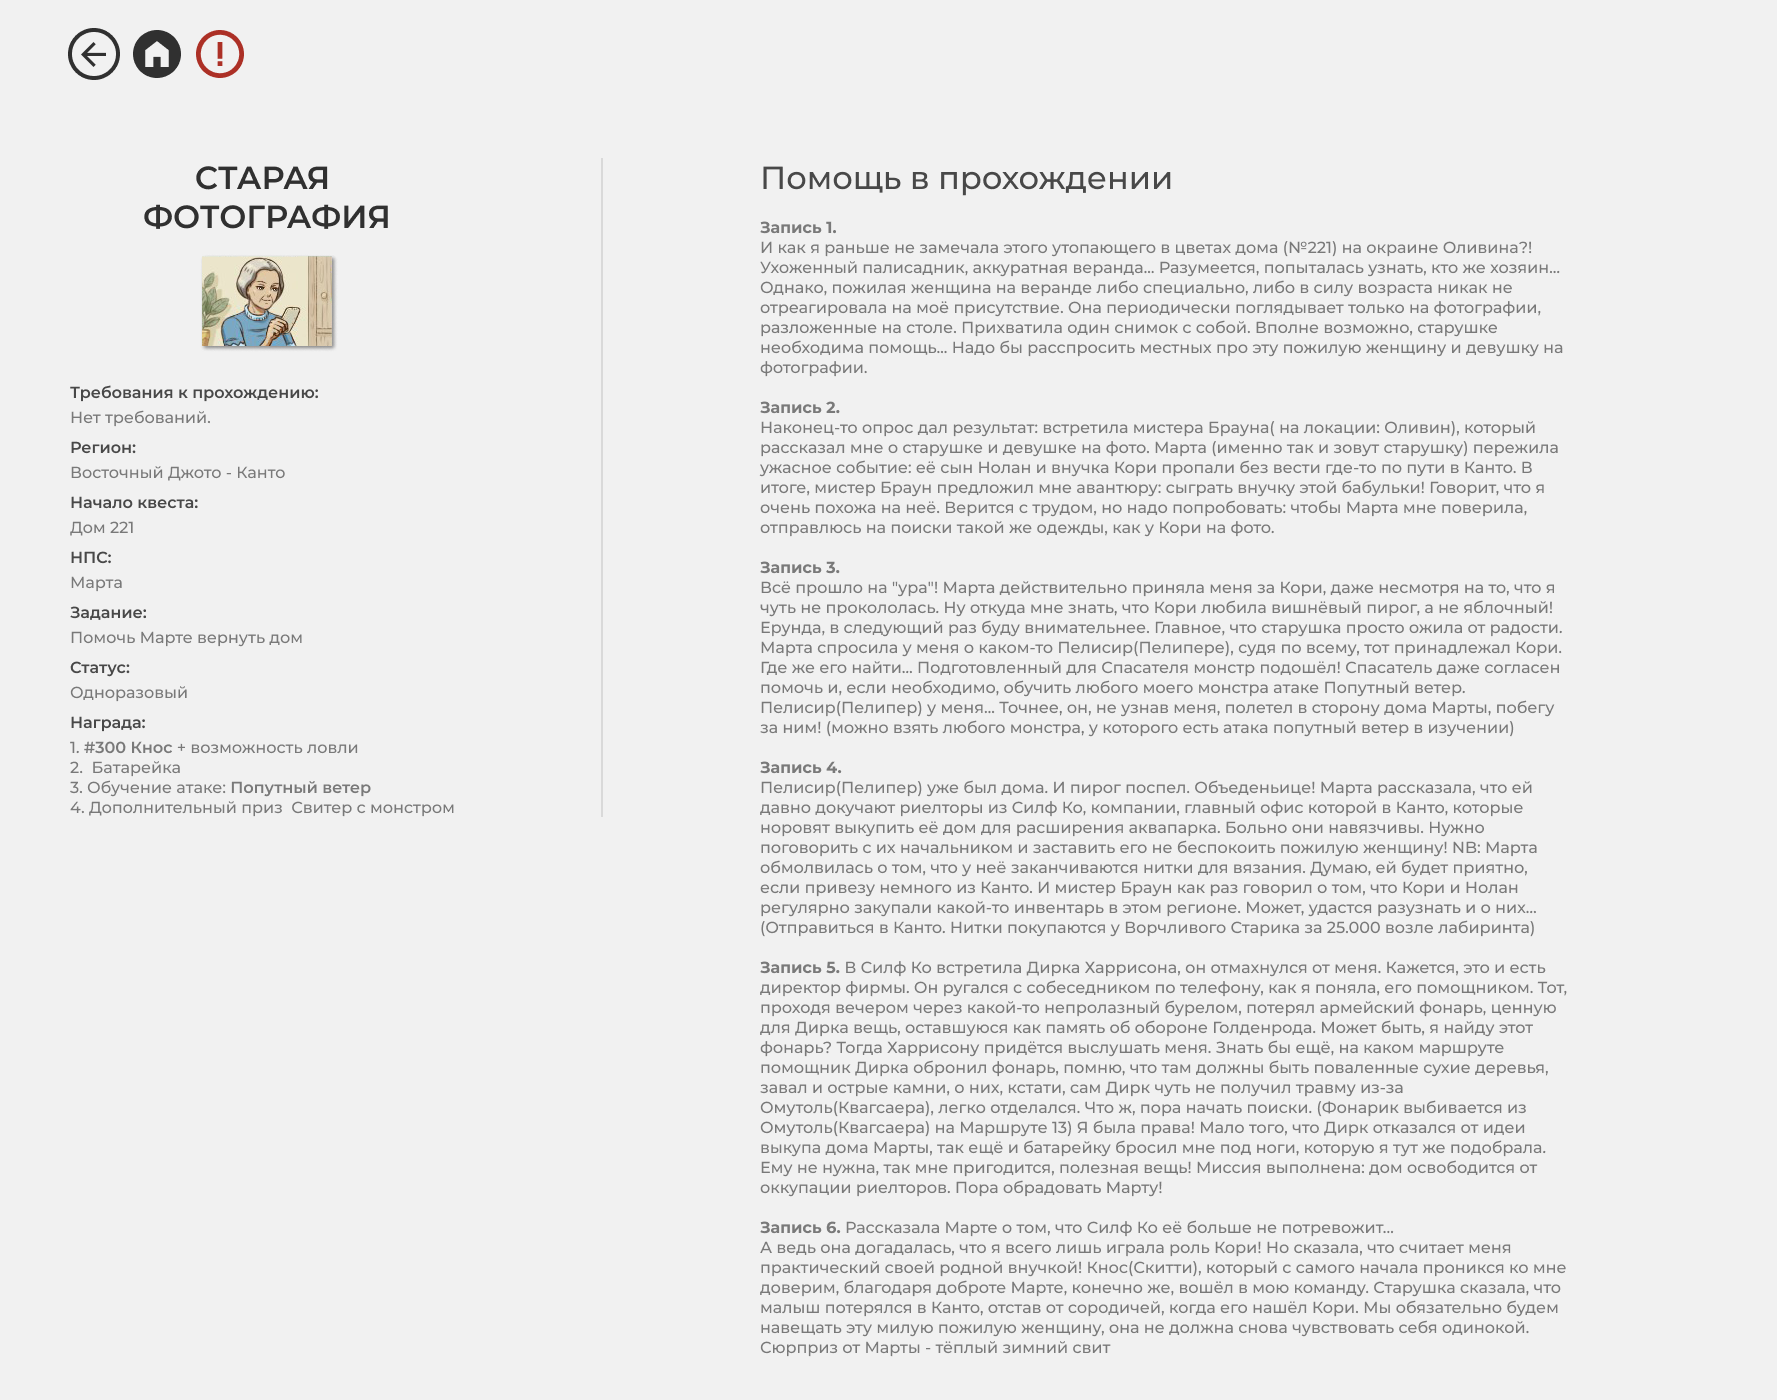 СТАРАЯ
ФОТОГРАФИЯ
Требования к прохождению:
Нет требований.
Регион:
Восточный Джото - Канто
Начало квеста:
Дом 221
НПС:
Марта
Задание:
Помочь Марте вернуть дом
Статус:
Одноразовый
Награда:
1. #300 Кнос + возможность ловли
2.  Батарейка
3. Обучение атаке: Попутный ветер
4. Дополнительный приз  Свитер с монстром
Помощь в прохождении
Запись 1.
И как я раньше не замечала этого утопающего в цветах дома (№221) на окраине Оливина?!
Ухоженный палисадник, аккуратная веранда... Разумеется, попыталась узнать, кто же хозяин...
Однако, пожилая женщина на веранде либо специально, либо в силу возраста никак не
отреагировала на моё присутствие. Она периодически поглядывает только на фотографии,
разложенные на столе. Прихватила один снимок с собой. Вполне возможно, старушке
необходима помощь... Надо бы расспросить местных про эту пожилую женщину и девушку на
фотографии.
Запись 2.
Наконец-то опрос дал результат: встретила мистера Брауна( на локации: Оливин), который
рассказал мне о старушке и девушке на фото. Марта (именно так и зовут старушку) пережила
ужасное событие: её сын Нолан и внучка Кори пропали без вести где-то по пути в Канто. В
итоге, мистер Браун предложил мне авантюру: сыграть внучку этой бабульки! Говорит, что я
очень похожа на неё. Верится с трудом, но надо попробовать: чтобы Марта мне поверила,
отправлюсь на поиски такой же одежды, как у Кори на фото.
Запись 3.
Всё прошло на "ура"! Марта действительно приняла меня за Кори, даже несмотря на то, что я
чуть не прокололась. Ну откуда мне знать, что Кори любила вишнёвый пирог, а не яблочный!
Ерунда, в следующий раз буду внимательнее. Главное, что старушка просто ожила от радости.
Марта спросила у меня о каком-то Пелисир(Пелипере), судя по всему, тот принадлежал Кори.
Где же его найти... Подготовленный для Спасателя монстр подошёл! Спасатель даже согласен
помочь и, если необходимо, обучить любого моего монстра атаке Попутный ветер.
Пелисир(Пелипер) у меня... Точнее, он, не узнав меня, полетел в сторону дома Марты, побегу
за ним! (можно взять любого монстра, у которого есть атака попутный ветер в изучении)
Запись 4.
Пелисир(Пелипер) уже был дома. И пирог поспел. Объеденьице! Марта рассказала, что ей
давно докучают риелторы из Силф Ко, компании, главный офис которой в Канто, которые
норовят выкупить её дом для расширения аквапарка. Больно они навязчивы. Нужно
поговорить с их начальником и заставить его не беспокоить пожилую женщину! NB: Марта
обмолвилась о том, что у неё заканчиваются нитки для вязания. Думаю, ей будет приятно,
если привезу немного из Канто. И мистер Браун как раз говорил о том, что Кори и Нолан
регулярно закупали какой-то инвентарь в этом регионе. Может, удастся разузнать и о них...
(Отправиться в Канто. Нитки покупаются у Ворчливого Старика за 25.000 возле лабиринта)
Запись 5. В Силф Ко встретила Дирка Харрисона, он отмахнулся от меня. Кажется, это и есть
директор фирмы. Он ругался с собеседником по телефону, как я поняла, его помощником. Тот,
проходя вечером через какой-то непролазный бурелом, потерял армейский фонарь, ценную
для Дирка вещь, оставшуюся как память об обороне Голденрода. Может быть, я найду этот
фонарь? Тогда Харрисону придётся выслушать меня. Знать бы ещё, на каком маршруте
помощник Дирка обронил фонарь, помню, что там должны быть поваленные сухие деревья,
завал и острые камни, о них, кстати, сам Дирк чуть не получил травму из-за
Омутоль(Квагсаера), легко отделался. Что ж, пора начать поиски. (Фонарик выбивается из
Омутоль(Квагсаера) на Маршруте 13) Я была права! Мало того, что Дирк отказался от идеи
выкупа дома Марты, так ещё и батарейку бросил мне под ноги, которую я тут же подобрала.
Ему не нужна, так мне пригодится, полезная вещь! Миссия выполнена: дом освободится от
оккупации риелторов. Пора обрадовать Марту!
Запись 6. Рассказала Марте о том, что Силф Ко её больше не потревожит...
А ведь она догадалась, что я всего лишь играла роль Кори! Но сказала, что считает меня
практический своей родной внучкой! Кнос(Скитти), который с самого начала проникся ко мне
доверим, благодаря доброте Марте, конечно же, вошёл в мою команду. Старушка сказала, что
малыш потерялся в Канто, отстав от сородичей, когда его нашёл Кори. Мы обязательно будем
навещать эту милую пожилую женщину, она не должна снова чувствовать себя одинокой.
Сюрприз от Марты - тёплый зимний свит